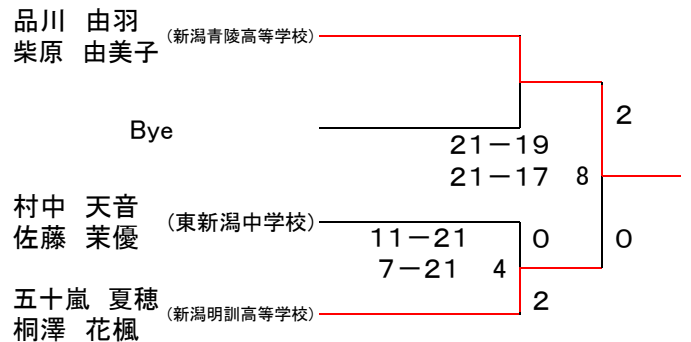 品川 由羽
柴原 由美子
(新潟青陵高等学校)
Bye
2
21－19
21－17 8
村中 天音
佐藤 茉優
(東新潟中学校)
11－21 0 0
7－21 4
五十嵐 夏穂
桐澤 花楓
(新潟明訓高等学校)
2